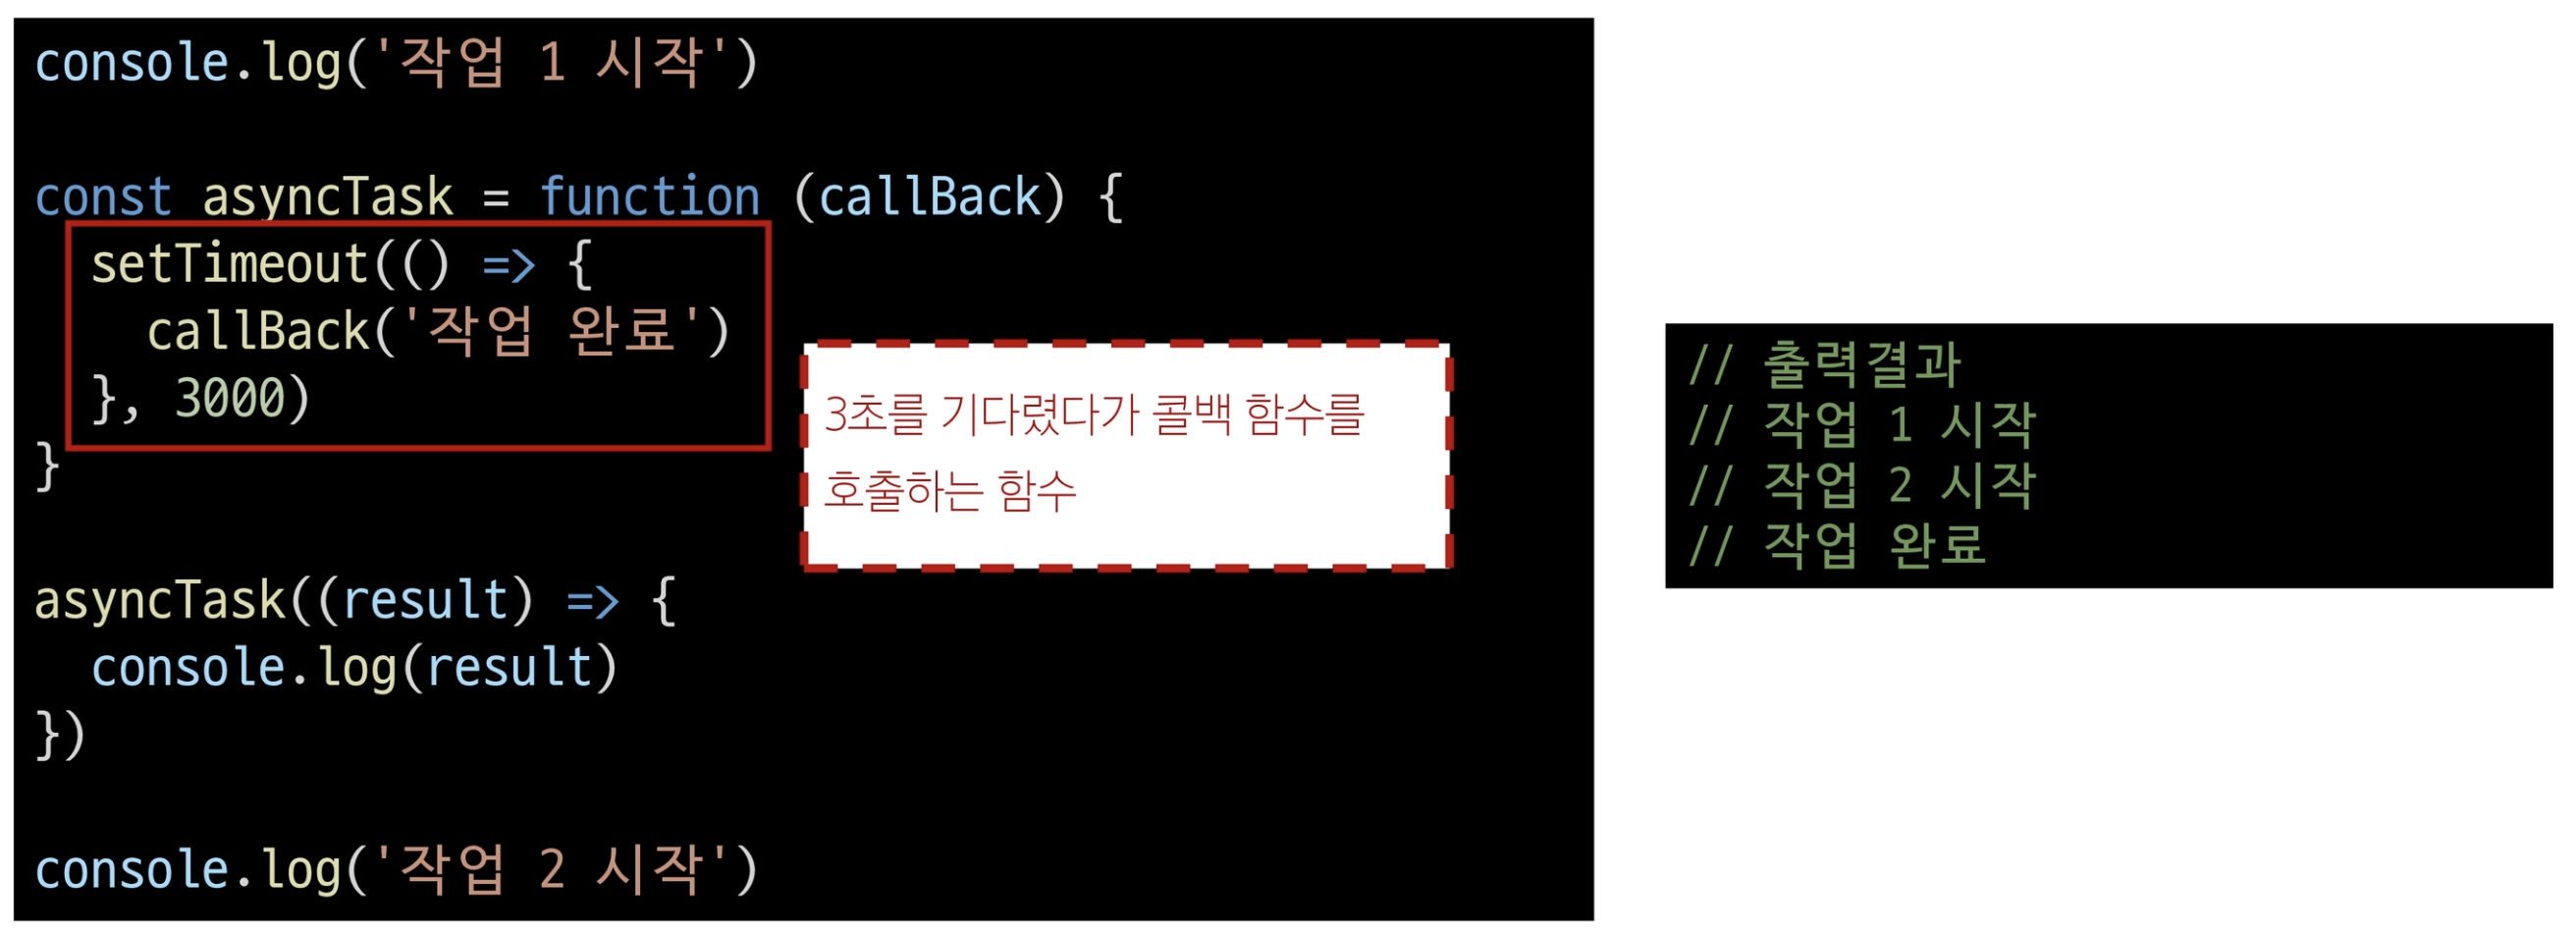 console.log('작업 1 시작')
const asyncTask = function (callBack) {
setTimeout(() => {
callBack('작업 완료')
}, 3000)
}
asyncTask((result) => {
console.log(result)
})
console.log('작업 2 시작')
3초를 기다렸다가 콜백 함수를
호출하는 함수
// 출력결과
// 작업 1 시작
// 작업 2 시작
// 작업 완료